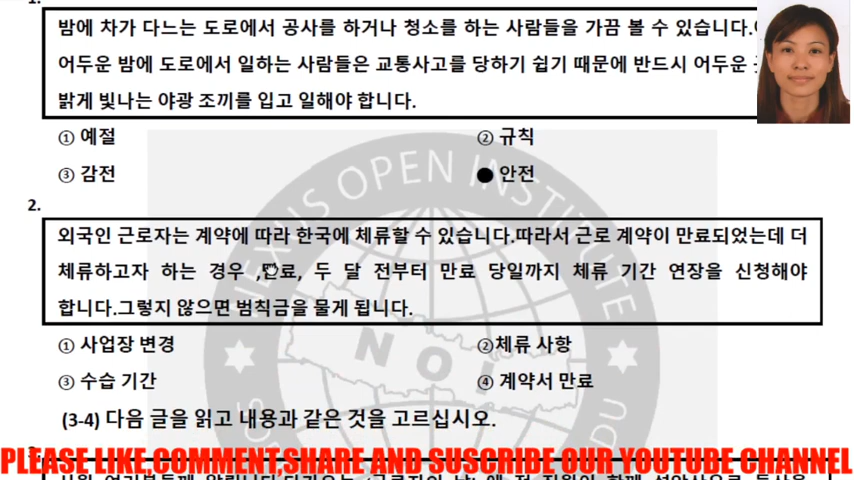 밤에 차가 다느는 도로에서 공사를 하거나 청소를 하는 사람들을 가끔 볼 수 있습니다.
어두운 밤에 도로에서 일하는 사람들은 교통사고를 당하기 쉽기 때문에 반드시 어두운
밝게 빛나는 야광 조끼를 입고 일해야 합니다.
① 예절
② 규칙
③ 감전
안전
2.
외국인 근로자는 계약에 따라 한국에 체류할 수 있습니다.따라서 근로 계약이 만료되었는데 더
체류하고자 하는 경우 , 두 달 전부터 만료 당일까지 체류 기간 연장을 신청해야
합니다.그렇지 않으면 범칙금을 물게 됩니다.
① 사업장 변경
②체류 사항
③ 수습 기간
④ 계약서 만료
(3-4) 다음 글을 읽고 내용과 같은 것을 고르십시오.
NEXUS OPEN INSTITUTE
NOI
EDU
PLEASE LIKE,COMMENT,SHARE AND SUSCRIBE OUR YOUTUBE CHANNEL